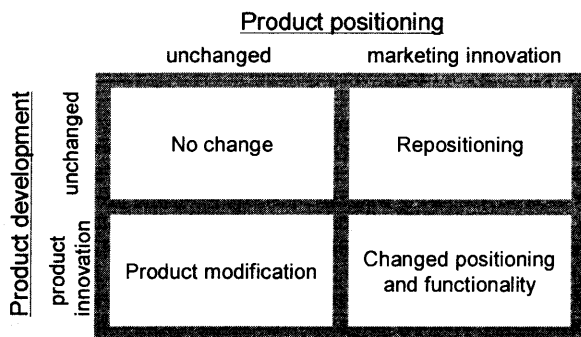 Product positioning
unchanged
marketing innovation
Product development
unchanged
No change
Repositioning
product
innovation
Product modification
Changed positioning
and functionality